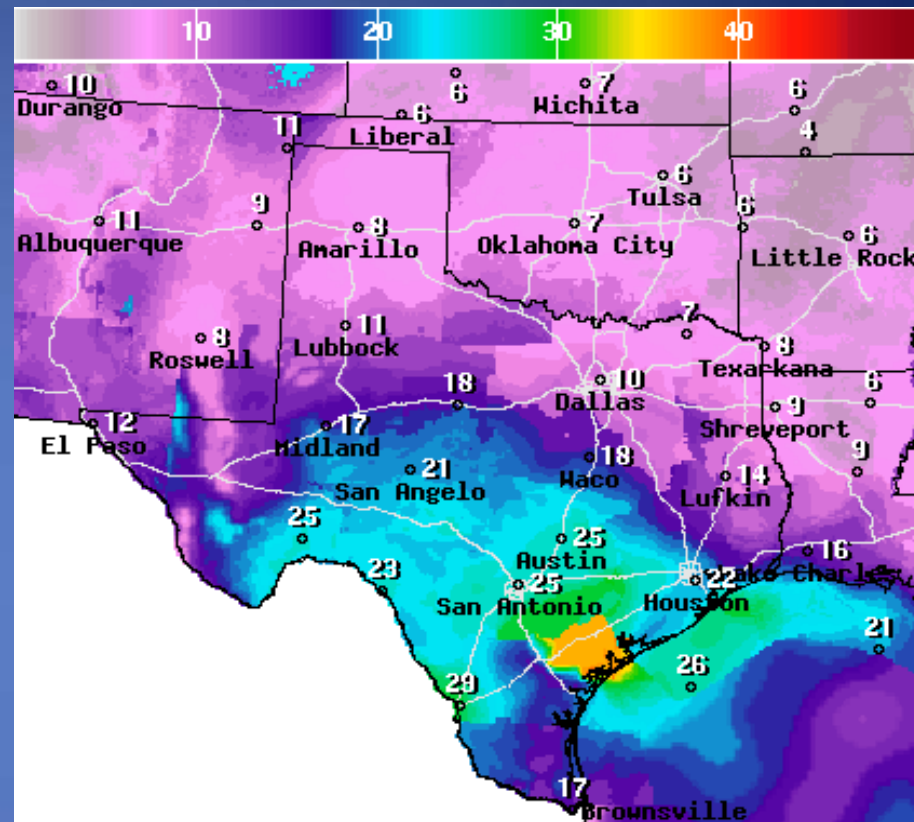 10 20 30 40
10
Durango
6
7
Wichita
6
6
Liberal
11
4
6
Tulsa
11
Albuquerque
9
8
Amarillo
7
Oklahoma City
6
6
Little Rock
8
Roswell
11
Lubbock
7
8
Texarkana
10
Dallas
18
9
Shreveport
6
12
El Paso
17
Midland
21
San Angelo
18
Waco
14
Lufkin
9
25
25
Austin
16
Lake Charles
23
25
San Antonio
22
Houston
21
26
29
17
Brownsville